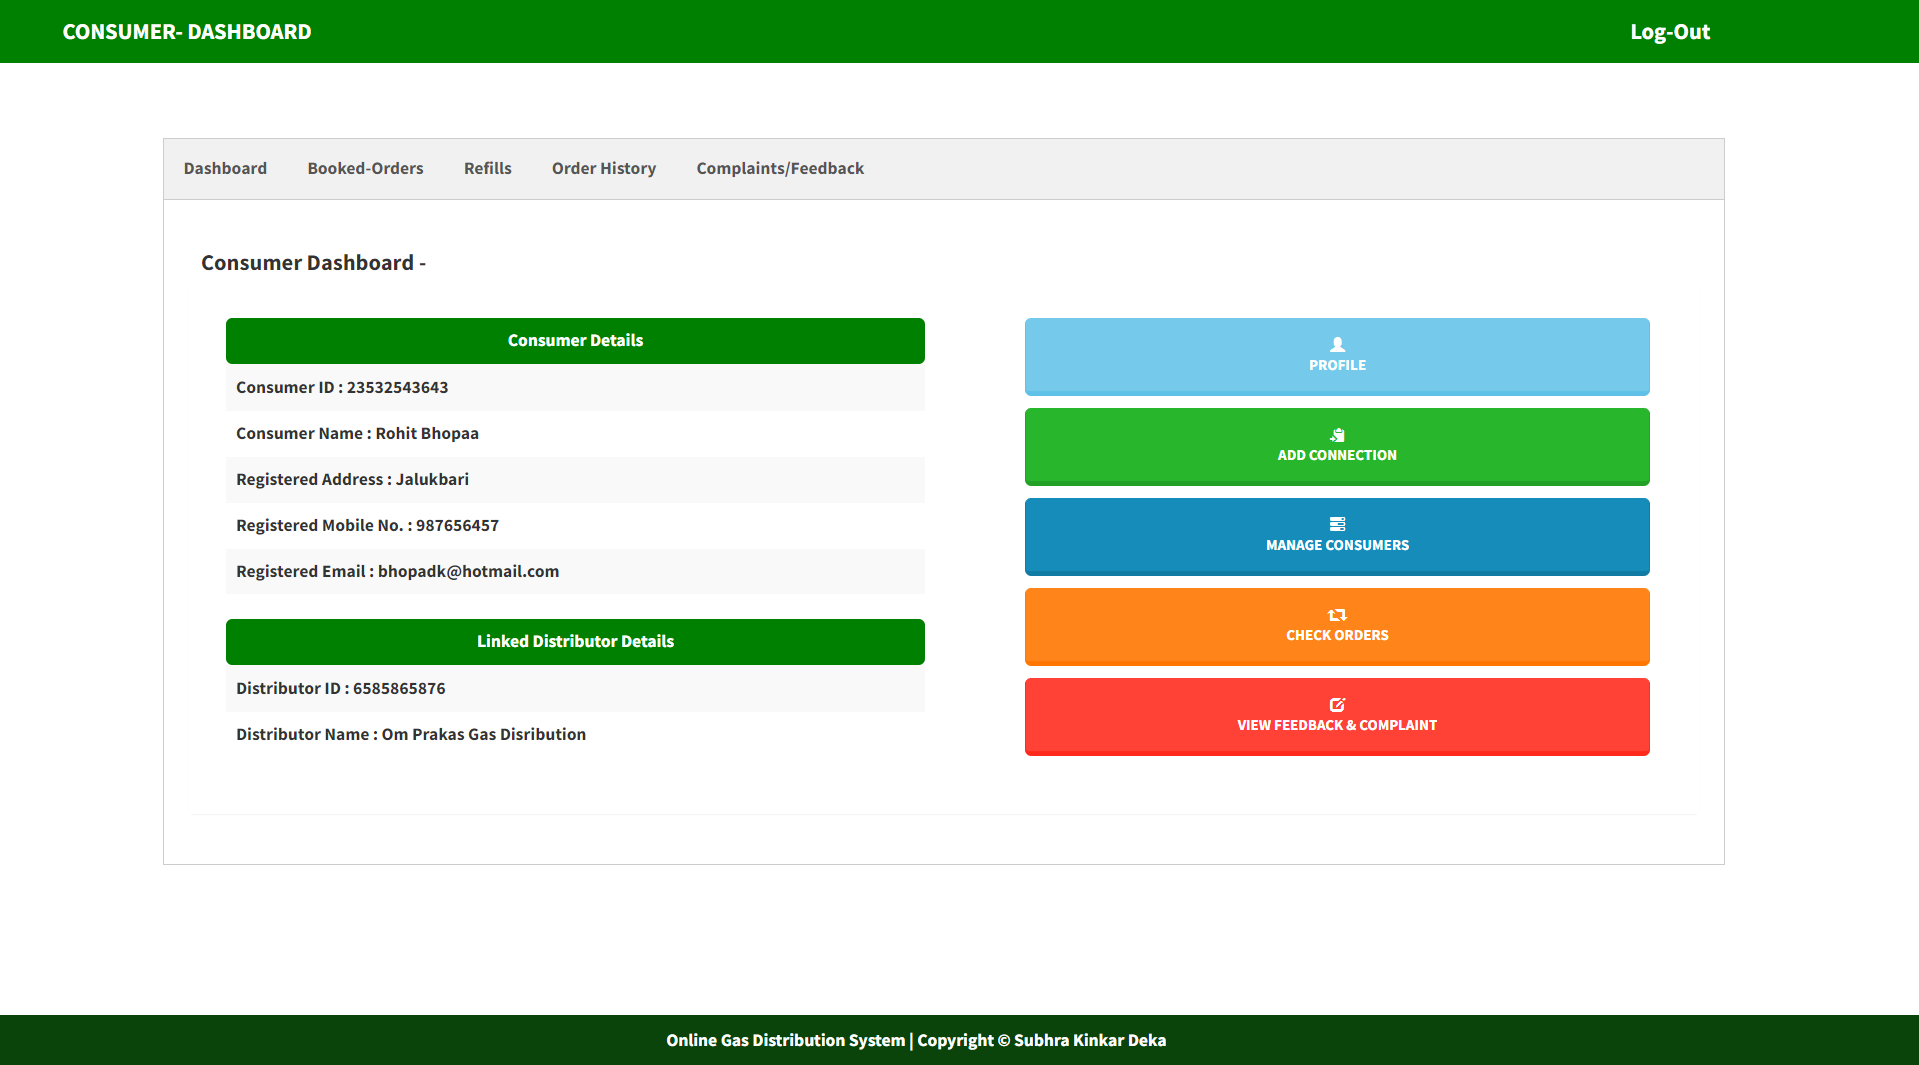 CONSUMER- DASHBOARD
Log-Out
Dashboard
Booked-Orders
Refills
Order History
Complaints/Feedback
Consumer Dashboard -
Consumer Details
Consumer ID : 23532543643
Consumer Name : Rohit Bhopaa
Registered Address : Jalukbari
Registered Mobile No. : 987656457
Registered Email : bhopadk@hotmail.com
Linked Distributor Details
Distributor ID : 6585865876
Distributor Name : Om Prakas Gas Disribution
PROFILE
ADD CONNECTION
MANAGE CONSUMERS
CHECK ORDERS
VIEW FEEDBACK & COMPLAINT
Online Gas Distribution System | Copyright © Subhra Kinkar Deka